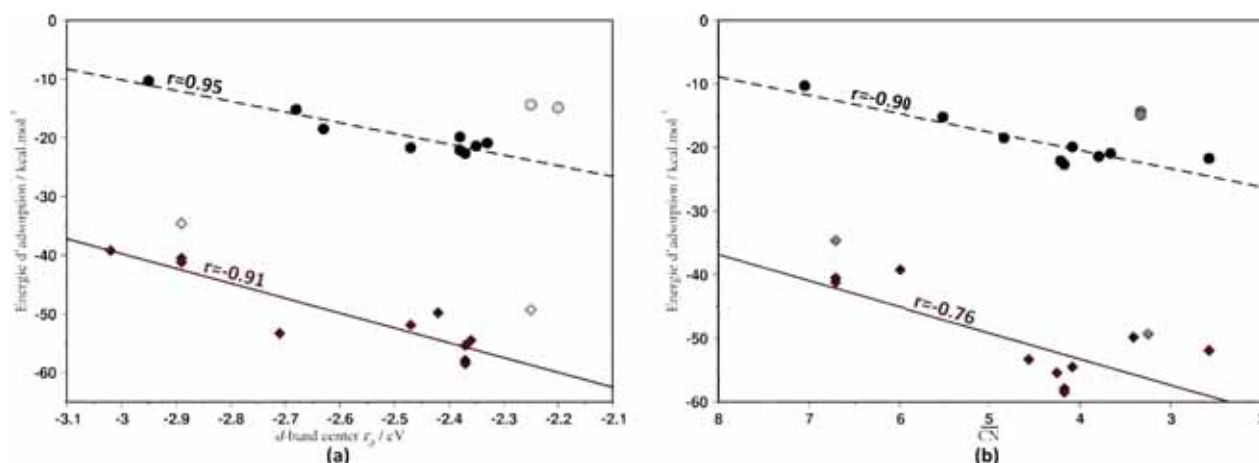 0
-10
-20
-30
-40
-50
-60
Energie d'adsorption / kcal.mol⁻¹
r=0.95
r=-0.91
-3.1 -3 -2.9 -2.8 -2.7 -2.6 -2.5 -2.4 -2.3 -2.2 -2.1
d-band center ε_d / eV
(a)
0
-10
-20
-30
-40
-50
-60
Energie d'adsorption / kcal.mol⁻¹
r=-0.90
r=-0.76
8 7 6 5 4 3 2
CN
(b)